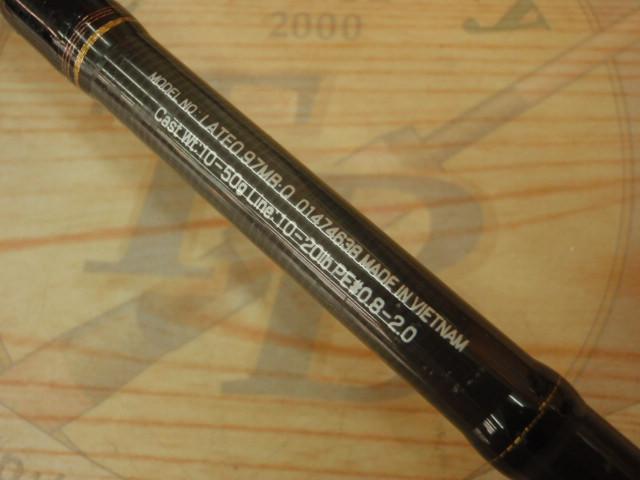 2000
MODEL NO.: LATEO 97MB·Q 01474638 MADE IN VIETNAM
Cast.Wt:10-50g Line:10-20lb PE#0.8-2.0